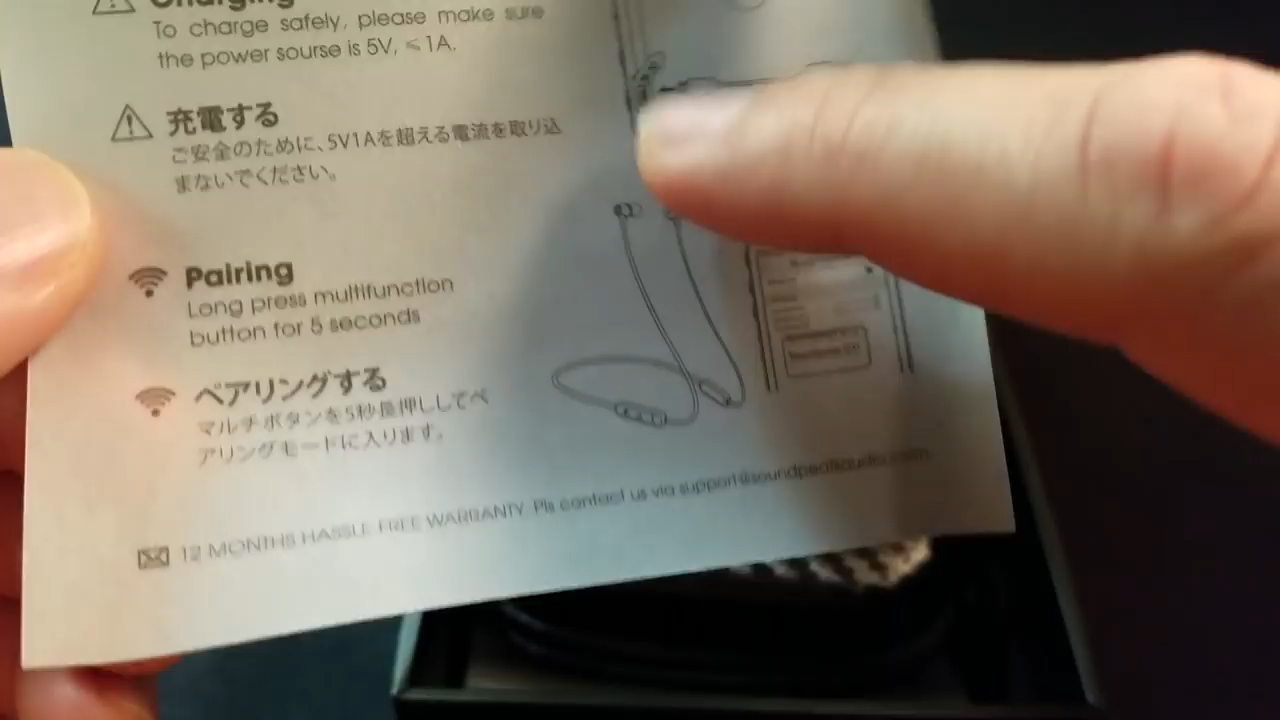 Charging
To charge safely, please make sure
the power sourse is 5V, ≤1A.
充電する
ご安全のために、5V1Aを超える電流を取り込
まないでください。
Pairing
Long press multifunction
button for 5 seconds
ペアリングする
マルチボタンを5秒長押ししてペ
アリングモードに入ります。
12 MONTHS HASSLE FREE WARRANTY. Pls contact us via support@soundpeatsaudio.com.